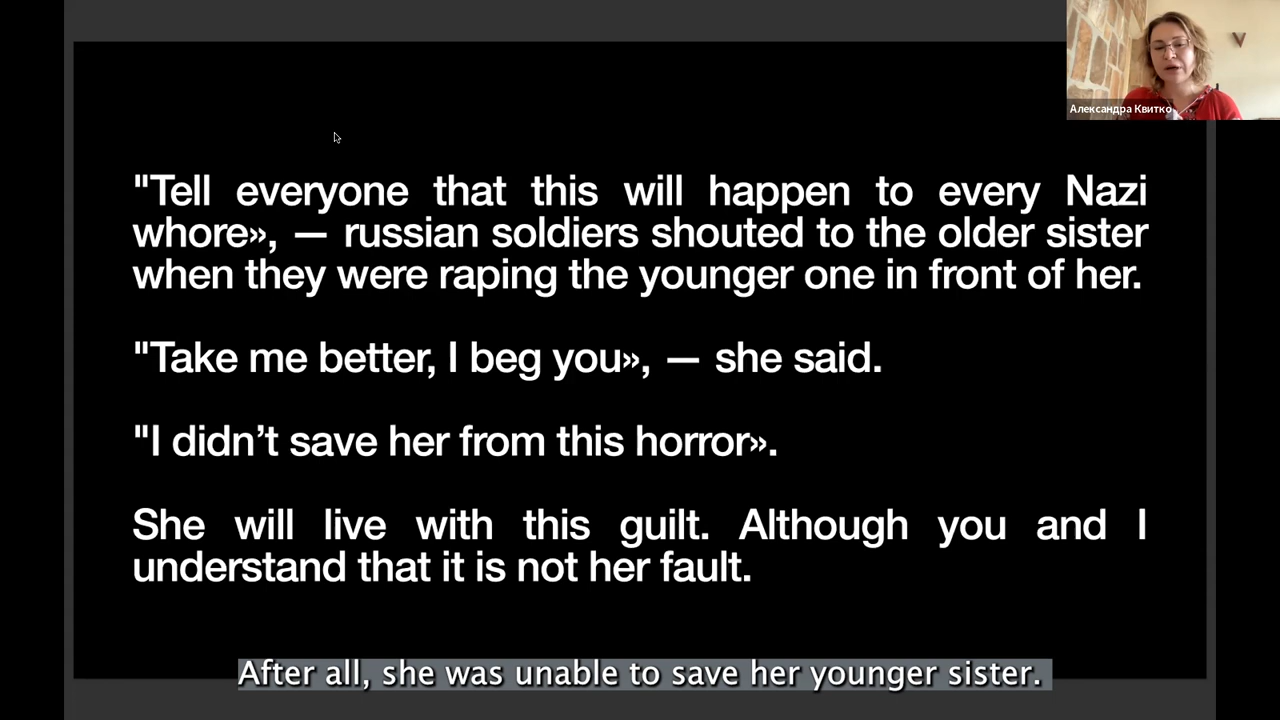 Александра Квитко
"Tell everyone that this will happen to every Nazi
whore», — russian soldiers shouted to the older sister
when they were raping the younger one in front of her.
"Take me better, I beg you», — she said.
"I didn’t save her from this horror».
She will live with this guilt. Although you and I
understand that it is not her fault.
After all, she was unable to save her younger sister.